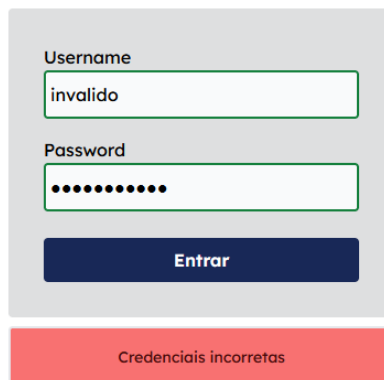 Username
invalido
Password
•••••••••••
Entrar
Credenciais incorretas